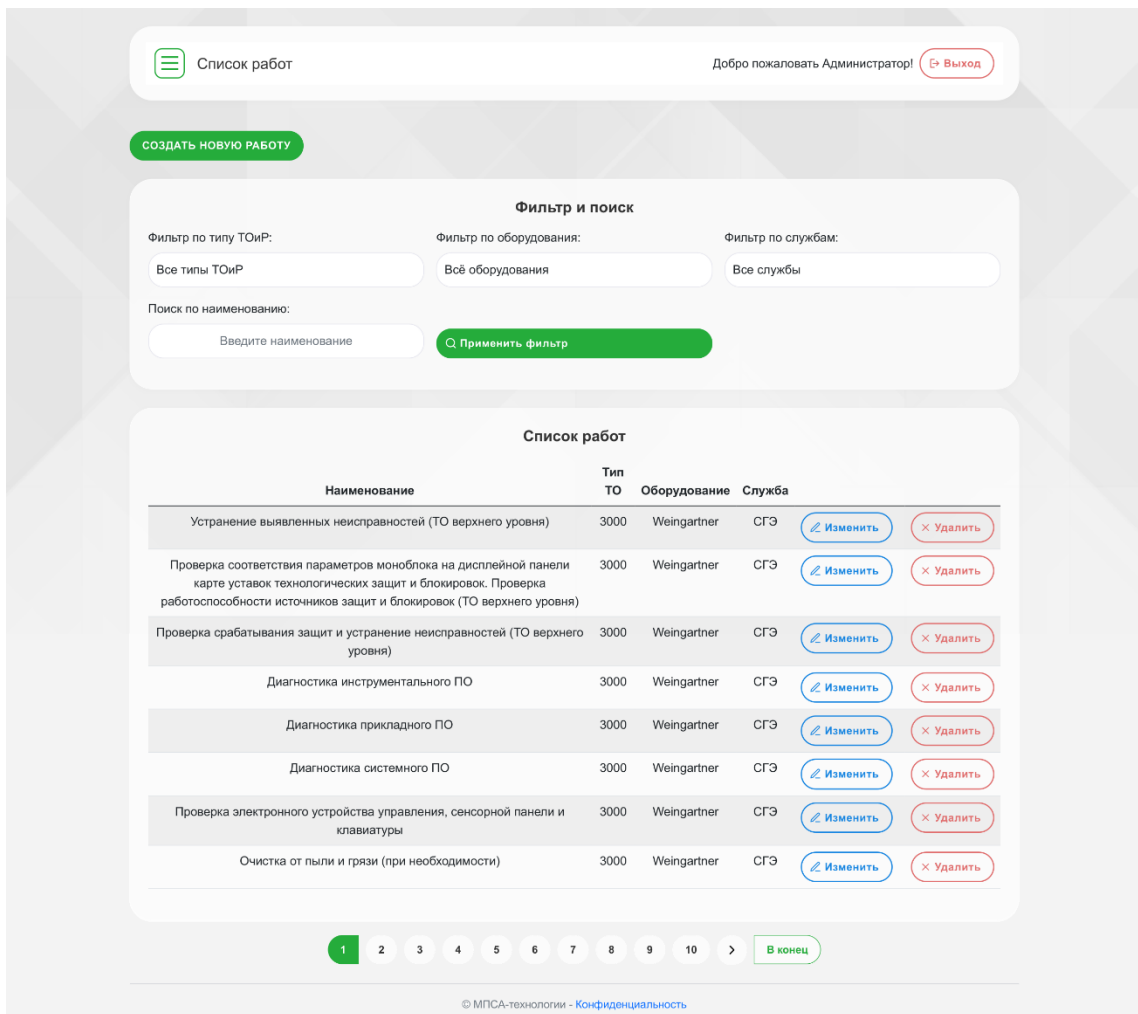 Список работ
Добро пожаловать Администратор!
Выход
СОЗДАТЬ НОВУЮ РАБОТУ
Фильтр и поиск
Фильтр по типу ТОиР:
Фильтр по оборудования:
Фильтр по службам:
Все типы ТОиР
Всё оборудования
Все службы
Поиск по наименованию:
Введите наименование
Применить фильтр
Список работ
Наименование
Тип
ТО
Оборудование
Служба
Устранение выявленных неисправностей (ТО верхнего уровня) 3000 Weingartner СГЭ Изменить Удалить
Проверка соответствия параметров моноблока на дисплейной панели 3000 Weingartner СГЭ Изменить Удалить
карте уставок технологических защит и блокировок. Проверка
работоспособности источников защит и блокировок (ТО верхнего уровня)
Проверка срабатывания защит и устранение неисправностей (ТО верхнего 3000 Weingartner СГЭ Изменить Удалить
уровня)
Диагностика инструментального ПО 3000 Weingartner СГЭ Изменить Удалить
Диагностика прикладного ПО 3000 Weingartner СГЭ Изменить Удалить
Диагностика системного ПО 3000 Weingartner СГЭ Изменить Удалить
Проверка электронного устройства управления, сенсорной панели и 3000 Weingartner СГЭ Изменить Удалить
клавиатуры
Очистка от пыли и грязи (при необходимости) 3000 Weingartner СГЭ Изменить Удалить
1 2 3 4 5 6 7 8 9 10 > В конец
© МПСА-технологии - Конфиденциальность